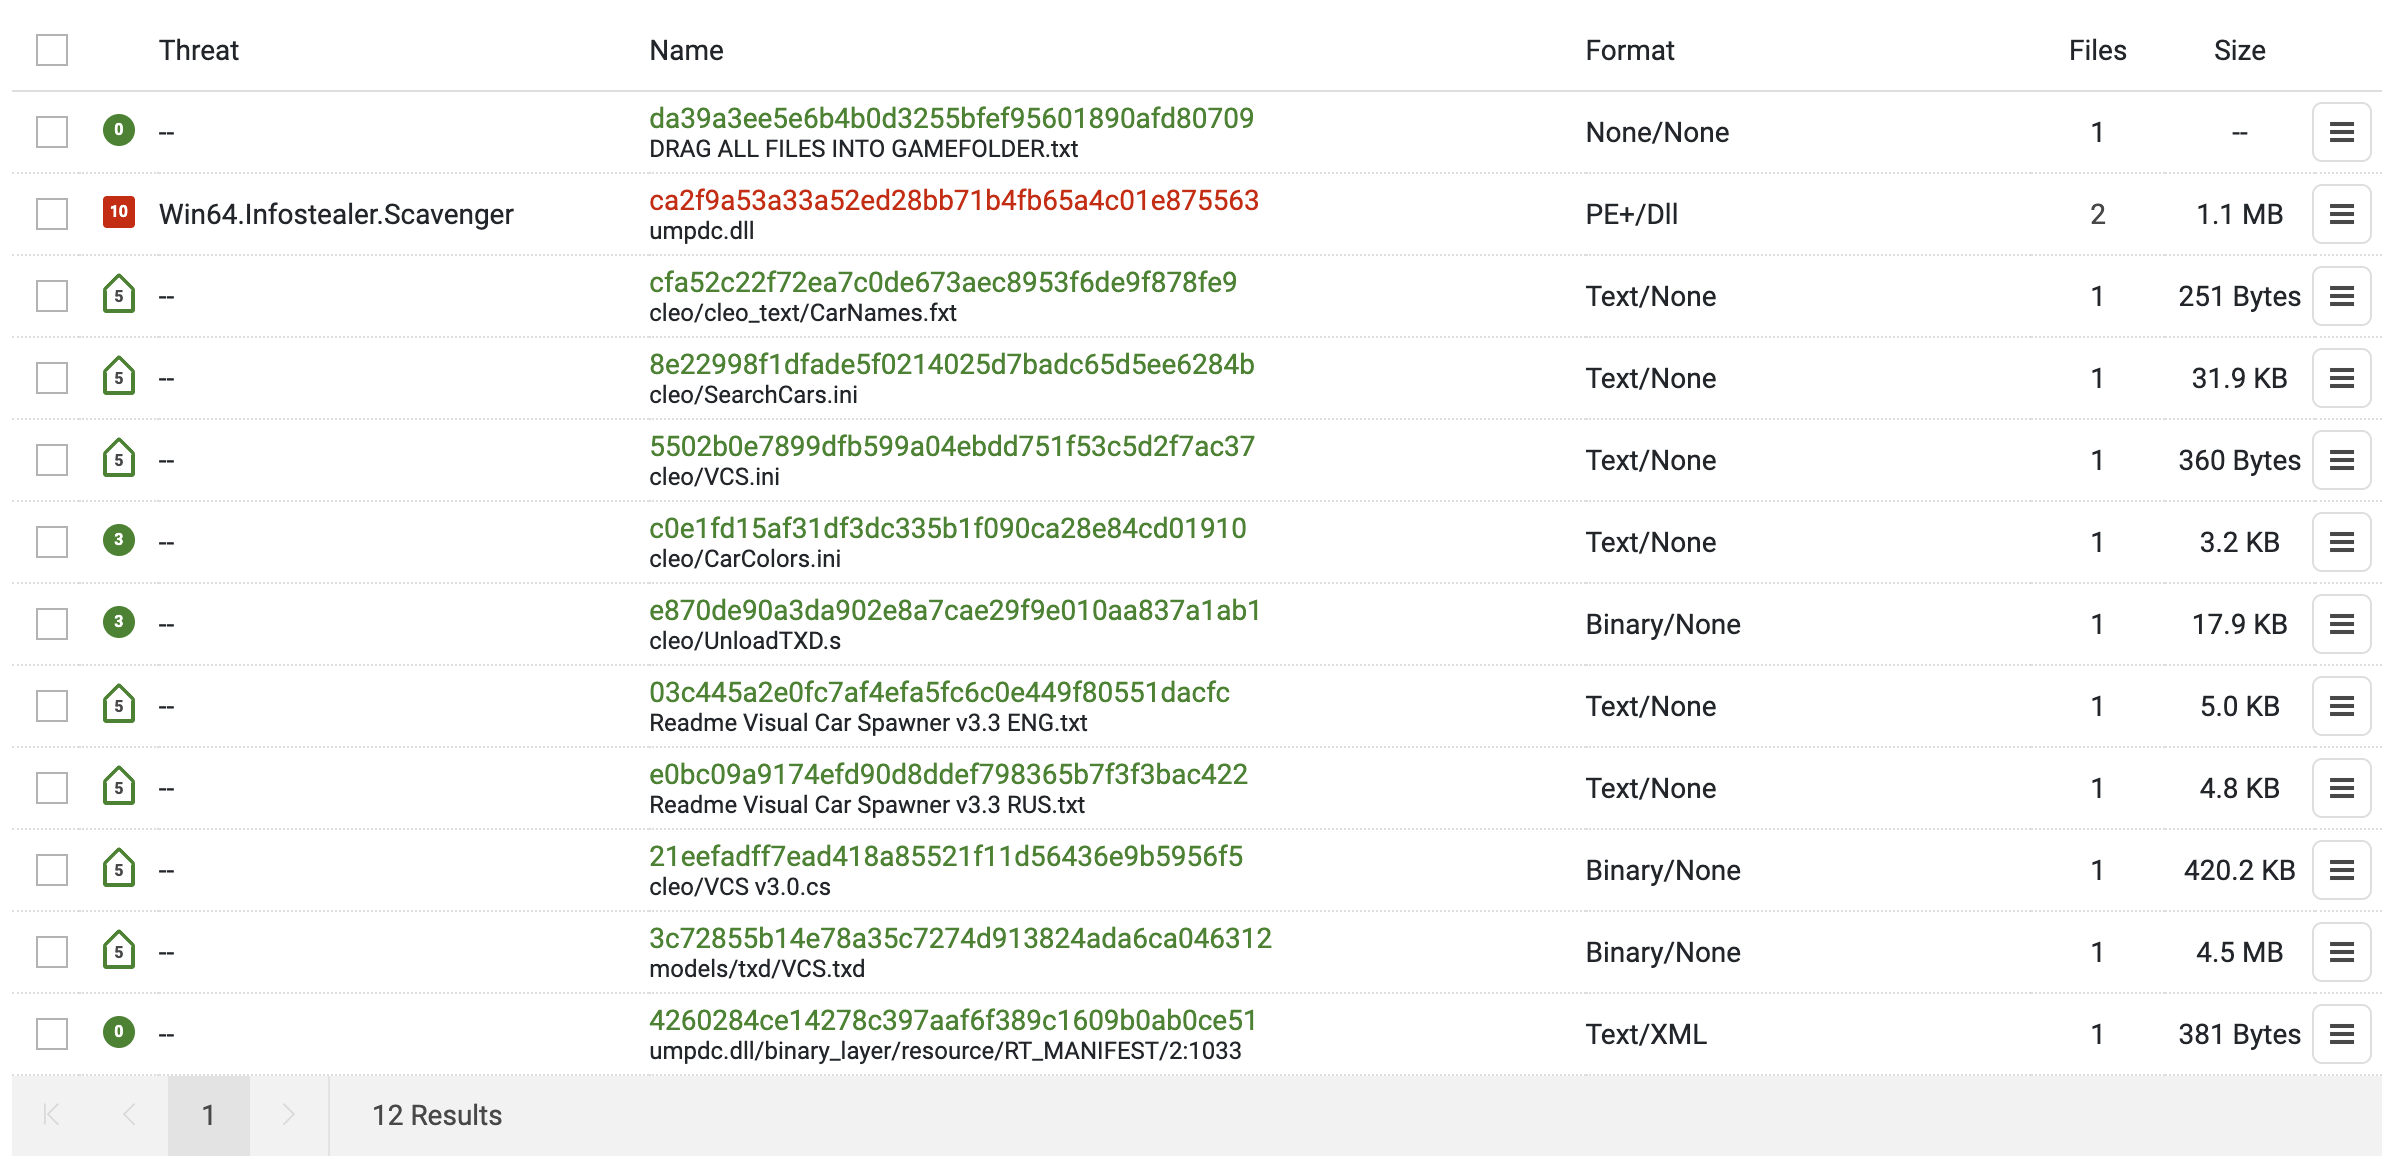 Threat Name Format Files Size
0 -- da39a3ee5e6b4b0d3255bfef95601890afd80709 None/None 1 --
DRAG ALL FILES INTO GAMEFOLDER.txt
10 Win64.Infostealer.Scavenger ca2f9a53a33a52ed28bb71b4fb65a4c01e875563 PE+/Dll 2 1.1 MB
umpdc.dll
5 -- cfa52c22f72ea7c0de673aec8953f6de9f878fe9 Text/None 1 251 Bytes
cleo/cleo_text/CarNames.fxt
5 -- 8e22998f1dfade5f0214025d7badc65d5ee6284b Text/None 1 31.9 KB
cleo/SearchCars.ini
5 -- 5502b0e7899dfb599a04ebdd751f53c5d2f7ac37 Text/None 1 360 Bytes
cleo/VCS.ini
3 -- c0e1fd15af31df3dc335b1f090ca28e84cd01910 Text/None 1 3.2 KB
cleo/CarColors.ini
3 -- e870de90a3da902e8a7cae29f9e010aa837a1ab1 Binary/None 1 17.9 KB
cleo/UnloadTXD.s
5 -- 03c445a2e0fc7af4efa5fc6c0e449f80551dacfc Text/None 1 5.0 KB
Readme Visual Car Spawner v3.3 ENG.txt
5 -- e0bc09a9174efd90d8ddef798365b7f3f3bac422 Text/None 1 4.8 KB
Readme Visual Car Spawner v3.3 RUS.txt
5 -- 21eefadff7ead418a85521f11d56436e9b5956f5 Binary/None 1 420.2 KB
cleo/VCS v3.0.cs
5 -- 3c72855b14e78a35c7274d913824ada6ca046312 Binary/None 1 4.5 MB
models/txd/VCS.txd
0 -- 4260284ce14278c397aaf6f389c1609b0ab0ce51 Text/XML 1 381 Bytes
umpdc.dll/binary_layer/resource/RT_MANIFEST/2:1033
1 12 Results